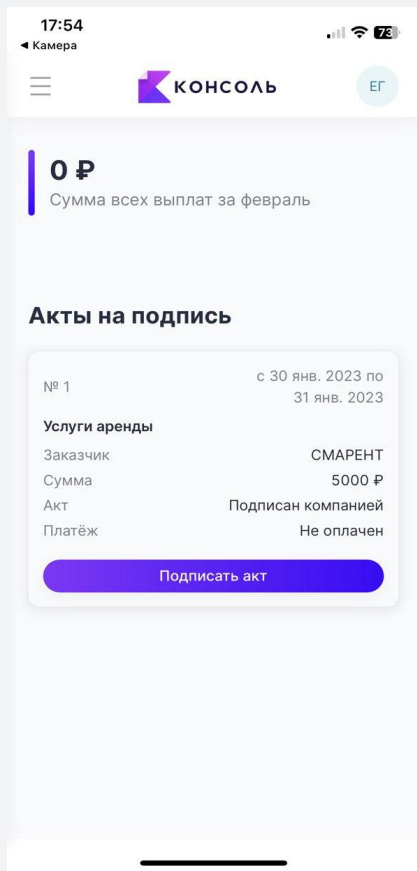 17:54
73
◀ Камера
КОНСОЛЬ
ЕГ
0 ₽
Сумма всех выплат за февраль
Акты на подпись
№ 1
с 30 янв. 2023 по
31 янв. 2023
Услуги аренды
Заказчик СМАРЕНТ
Сумма 5000 ₽
Акт Подписан компанией
Платёж Не оплачен
Подписать акт